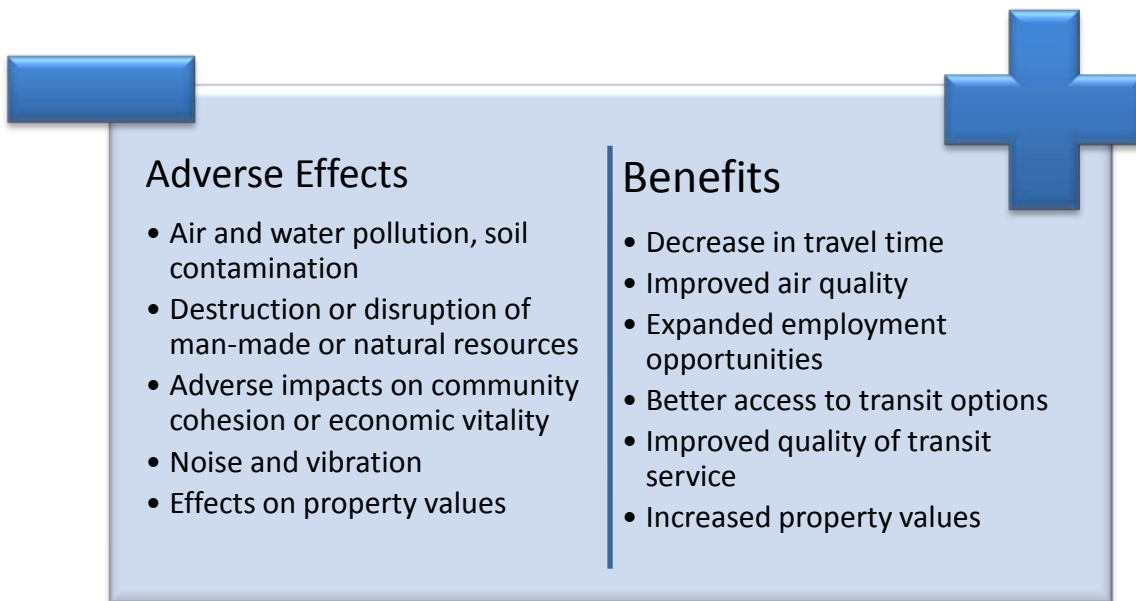 Adverse Effects
• Air and water pollution, soil
contamination
• Destruction or disruption of
man-made or natural resources
• Adverse impacts on community
cohesion or economic vitality
• Noise and vibration
• Effects on property values
Benefits
• Decrease in travel time
• Improved air quality
• Expanded employment
opportunities
• Better access to transit options
• Improved quality of transit
service
• Increased property values